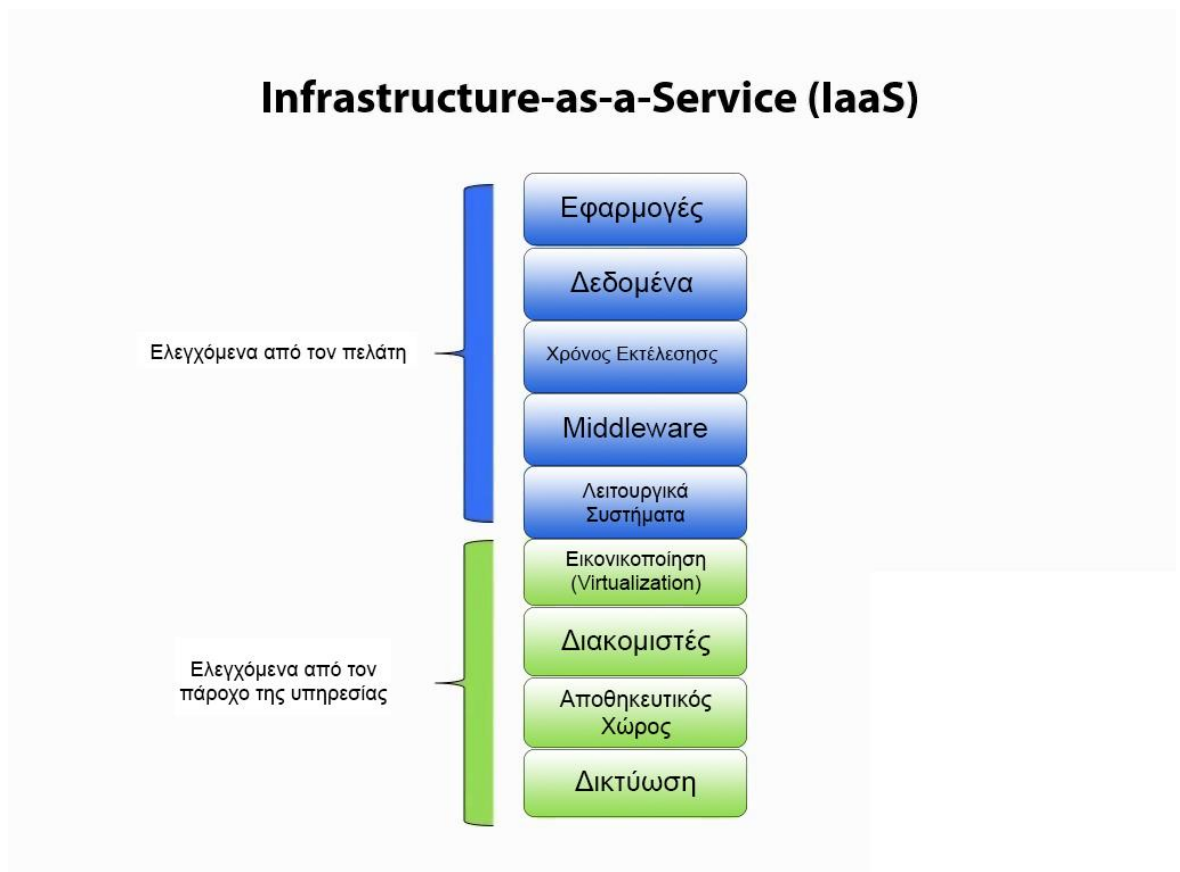 Infrastructure-as-a-Service (IaaS)
Εφαρμογές
Δεδομένα
Χρόνος Εκτέλεσησς
Middleware
Λειτουργικά
Συστήματα
Ελεγχόμενα από τον πελάτη
Εικονικοποίηση
(Virtualization)
Διακομιστές
Αποθηκευτικός
Χώρος
Δικτύωση
Ελεγχόμενα από τον
πάροχο της υπηρεσίας